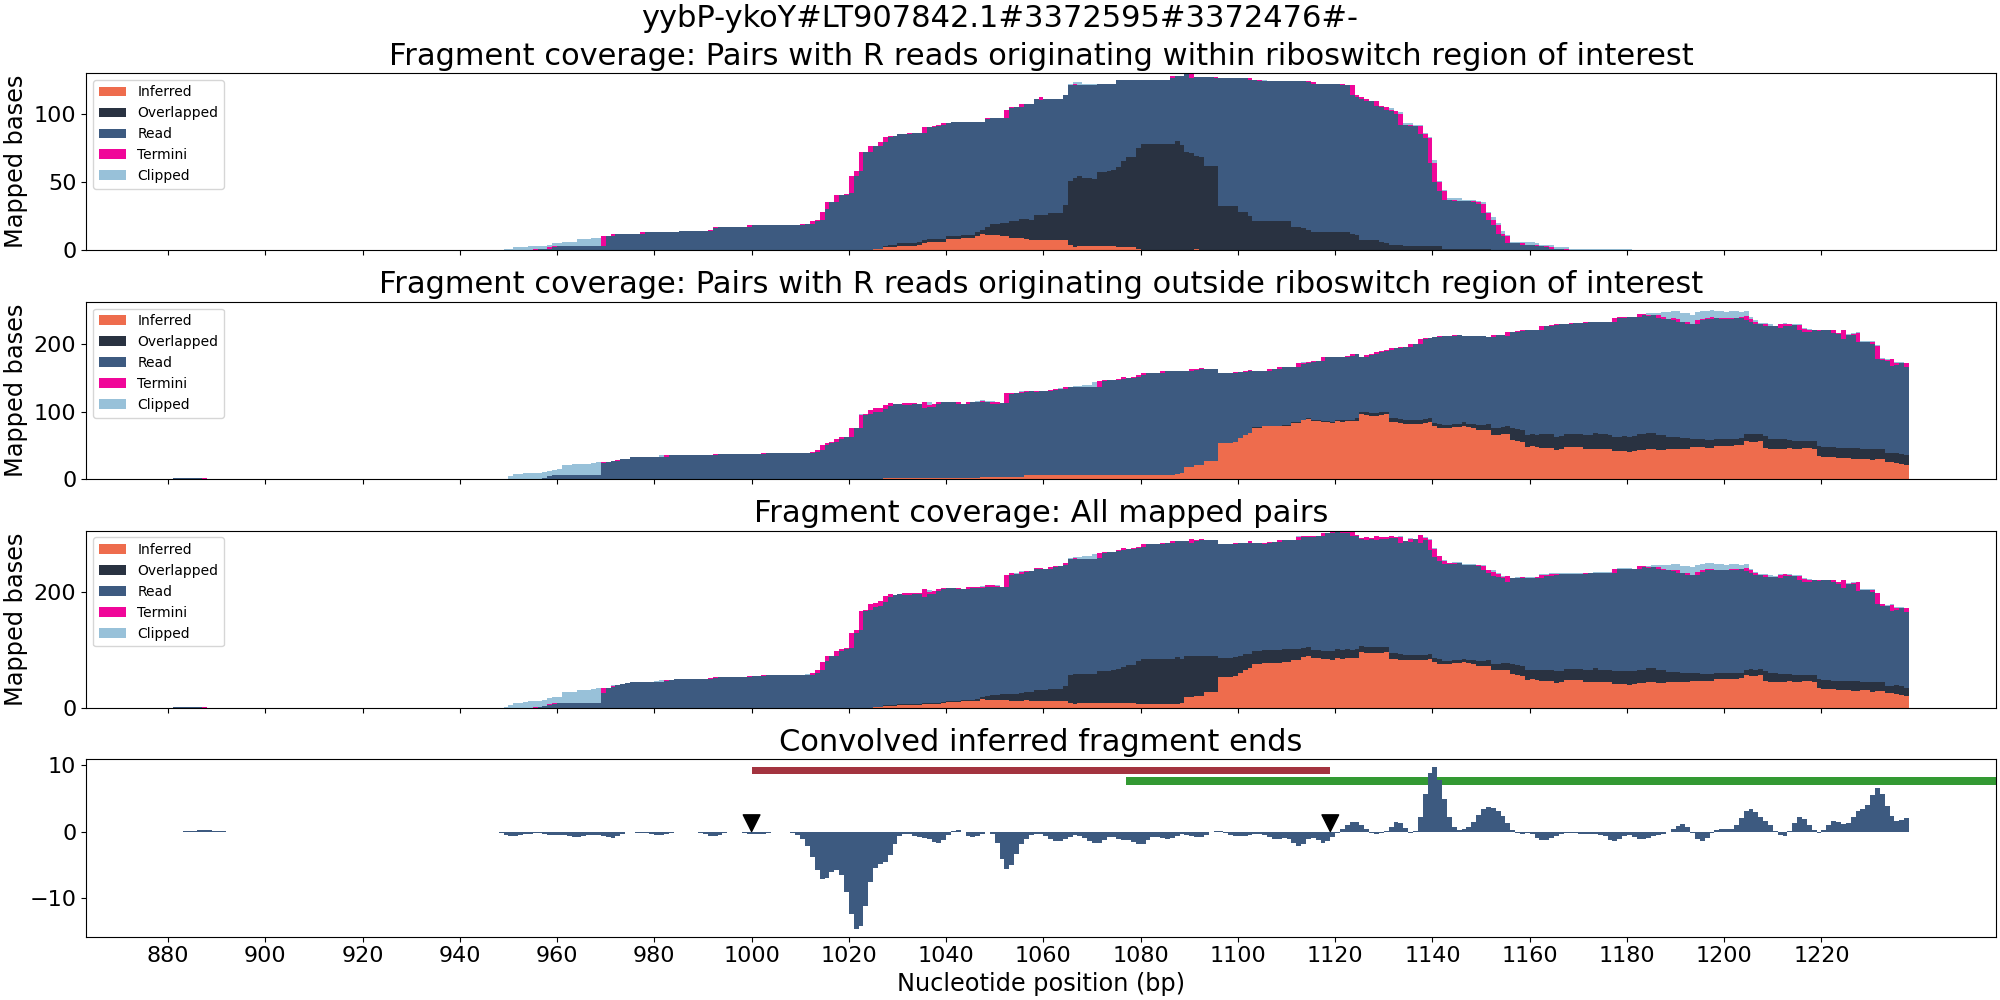 yybP-ykoY#LT907842.1#3372595#3372476#-
Fragment coverage: Pairs with R reads originating within riboswitch region of interest
Mapped bases
100
50
0
Inferred
Overlapped
Read
Termini
Clipped
Fragment coverage: Pairs with R reads originating outside riboswitch region of interest
Mapped bases
200
100
0
Inferred
Overlapped
Read
Termini
Clipped
Fragment coverage: All mapped pairs
Mapped bases
200
0
Inferred
Overlapped
Read
Termini
Clipped
Convolved inferred fragment ends
10
0
−10
880 900 920 940 960 980 1000 1020 1040 1060 1080 1100 1120 1140 1160 1180 1200 1220
Nucleotide position (bp)